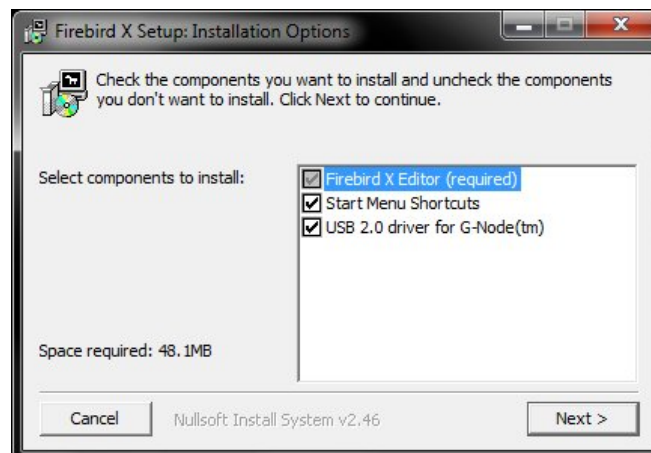 Firebird X Setup: Installation Options
Check the components you want to install and uncheck the components
you don't want to install. Click Next to continue.
Select components to install:
Firebird X Editor (required)
Start Menu Shortcuts
USB 2.0 driver for G-Node(tm)
Space required: 48.1MB
Cancel
Nullsoft Install System v2.46
Next >